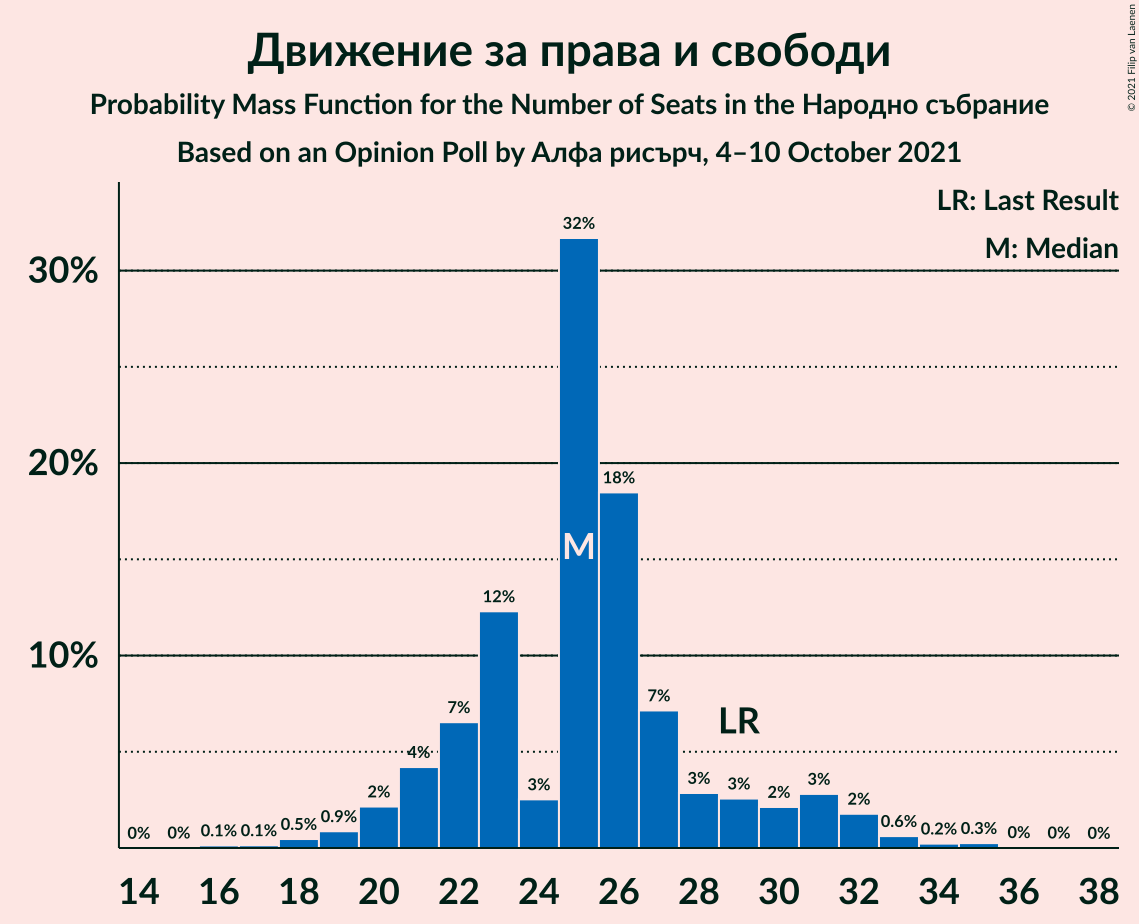 Движение за права и свободи
Probability Mass Function for the Number of Seats in the Народно събрание
Based on an Opinion Poll by Алфа рисърч, 4–10 October 2021
© 2021 Filip van Laenen
LR: Last Result
M: Median
30%
20%
10%
0% 0% 0.1% 0.1% 0.5% 0.9% 2% 4% 7% 12% 3% 32% 18% 7% 3% 3% 2% 3% 2% 0.6% 0.2% 0.3% 0% 0% 0%
M
LR
14 16 18 20 22 24 26 28 30 32 34 36 38